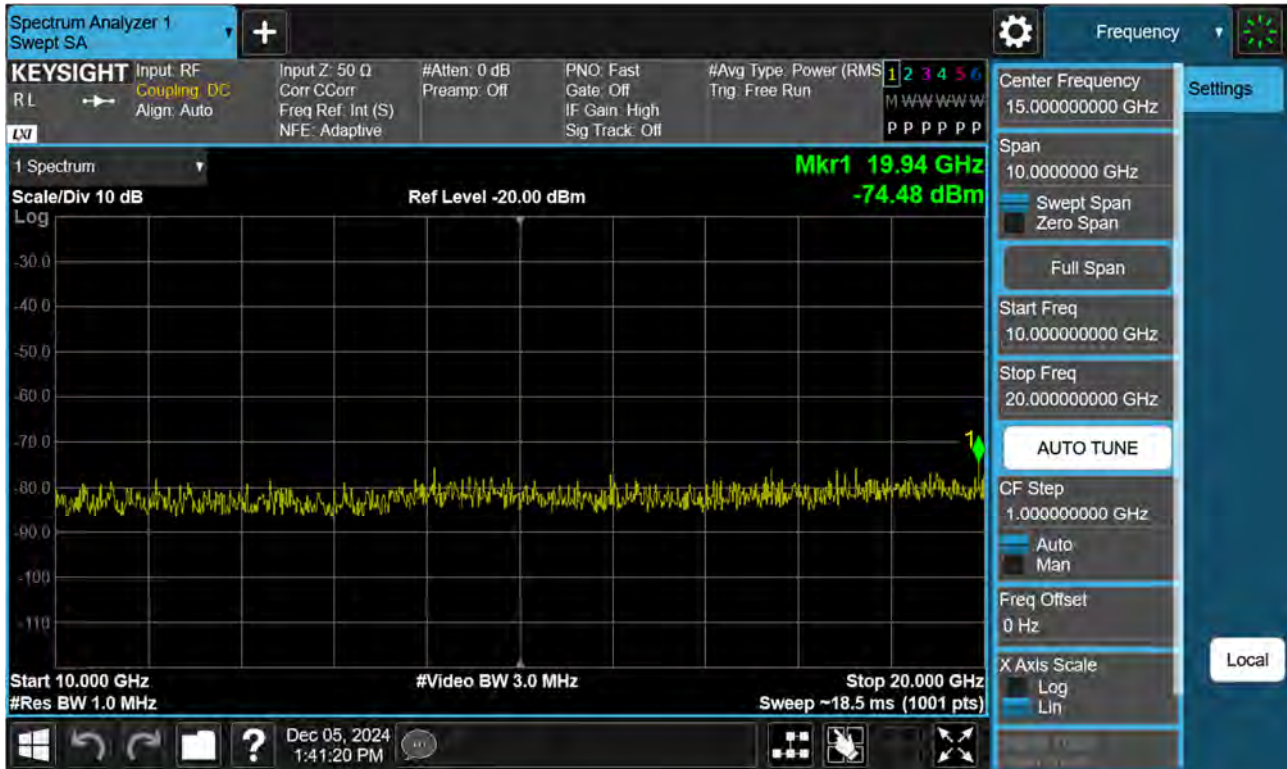 Spectrum Analyzer 1
Swept SA
+
Frequency
KEYSIGHT
RL
LXI
Input: RF
Coupling: DC
Align: Auto
Input Z: 50 Ω
Corr CCorr
Freq Ref: Int (S)
NFE: Adaptive
#Atten: 0 dB
Preamp: Off
PNO: Fast
Gate: Off
IF Gain: High
Sig Track: Off
#Avg Type: Power (RMS
Trig: Free Run
1 2 3 4 5 6
M W W W W W
P P P P P P
1 Spectrum
Scale/Div 10 dB
Ref Level -20.00 dBm
Mkr1 19.94 GHz
-74.48 dBm
Log
-30.0
-40.0
-50.0
-60.0
-70.0
-80.0
-90.0
-100
-110
1
Start 10.000 GHz
#Video BW 3.0 MHz
Stop 20.000 GHz
#Res BW 1.0 MHz
Sweep ~18.5 ms (1001 pts)
Center Frequency
15.000000000 GHz
Span
10.0000000 GHz
Swept Span
Zero Span
Full Span
Start Freq
10.000000000 GHz
Stop Freq
20.000000000 GHz
AUTO TUNE
CF Step
1.000000000 GHz
Auto
Man
Freq Offset
0 Hz
X Axis Scale
Log
Lin
Settings
Local
?
Dec 05, 2024
1:41:20 PM